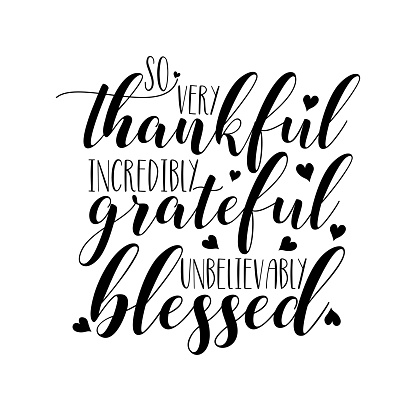 SO
VERY
thankful
INCREDIBLY
grateful
UNBELIEVABLY
blessed